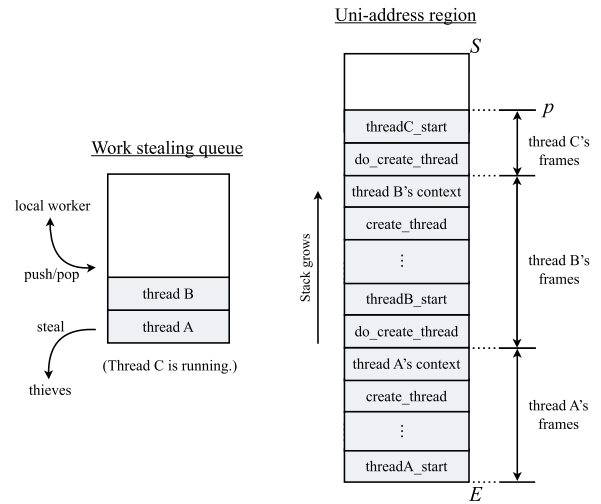 Uni-address region
S
p
threadC_start
do_create_thread
thread C's
frames
Work stealing queue
thread B's context
create_thread
⋮
threadB_start
do_create_thread
thread B's
frames
Stack grows
local worker
push/pop
thread B
thread A
steal
thieves
(Thread C is running.)
thread A's context
create_thread
⋮
threadA_start
thread A's
frames
E